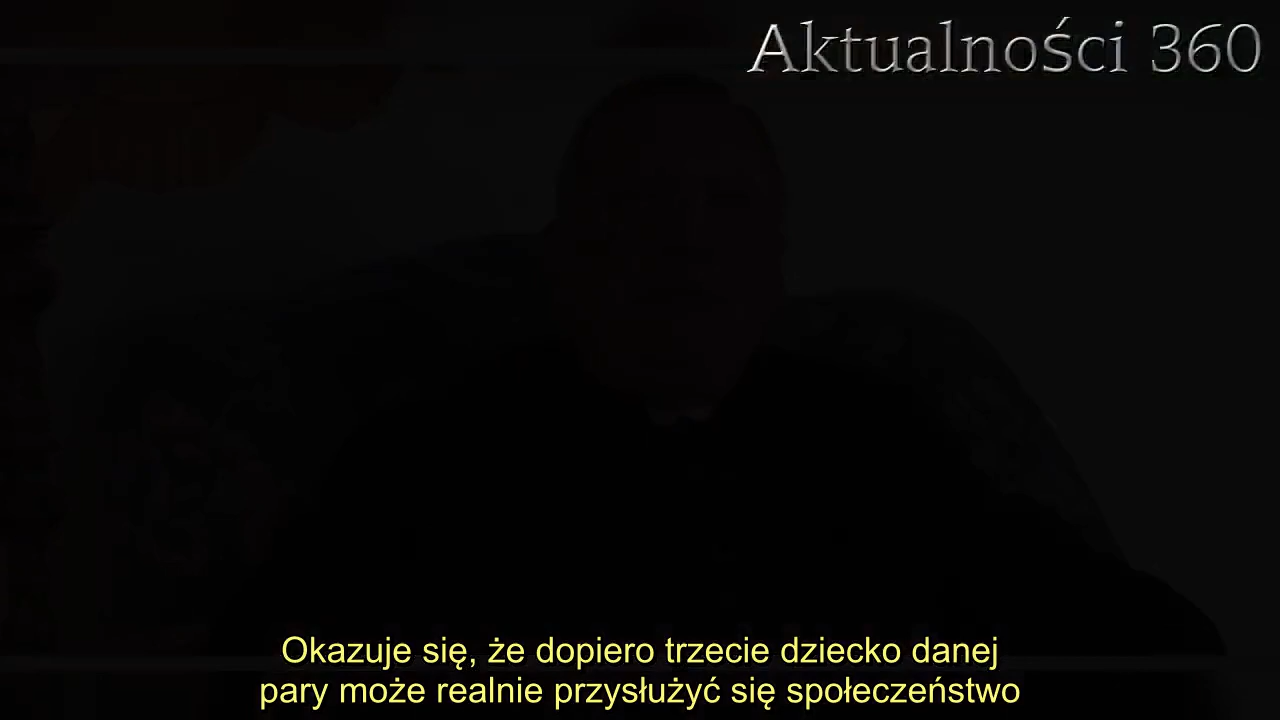 Aktualności 360
Okazuje się, że dopiero trzecie dziecko danej
pary może realnie przysłużyć się społeczeństwo